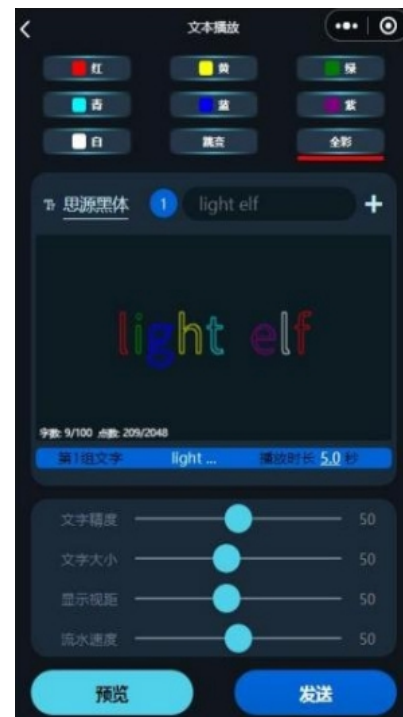 文本播放
红 黄 绿
青 蓝 紫
白 跳变 全彩
Tr 思源黑体 1 light elf +
light elf
字数: 9/100 点数: 209/2048
第1组文字 light ... 播放时长 5.0 秒
文字精度 50
文字大小 50
显示视距 50
流水速度 50
预览 发送